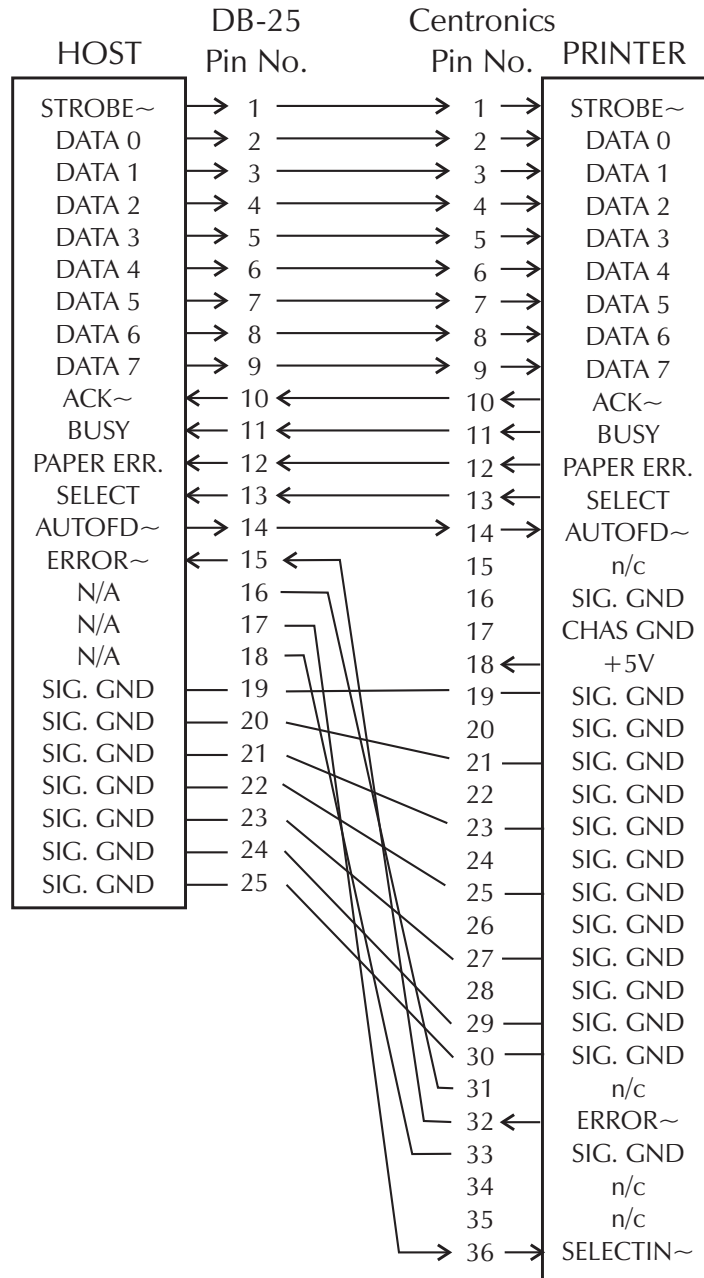 DB-25 Centronics
HOST Pin No. Pin No. PRINTER
STROBE~ 1 1 STROBE~
DATA 0 2 2 DATA 0
DATA 1 3 3 DATA 1
DATA 2 4 4 DATA 2
DATA 3 5 5 DATA 3
DATA 4 6 6 DATA 4
DATA 5 7 7 DATA 5
DATA 6 8 8 DATA 6
DATA 7 9 9 DATA 7
ACK~ 10 10 ACK~
BUSY 11 11 BUSY
PAPER ERR. 12 12 PAPER ERR.
SELECT 13 13 SELECT
AUTOFD~ 14 14 AUTOFD~
ERROR~ 15 15 n/c
N/A 16 16 SIG. GND
N/A 17 17 CHAS GND
N/A 18 18 +5V
SIG. GND 19 19 SIG. GND
SIG. GND 20 20 SIG. GND
SIG. GND 21 21 SIG. GND
SIG. GND 22 22 SIG. GND
SIG. GND 23 23 SIG. GND
SIG. GND 24 24 SIG. GND
SIG. GND 25 25 SIG. GND
26 SIG. GND
27 SIG. GND
28 SIG. GND
29 SIG. GND
30 SIG. GND
31 n/c
32 ERROR~
33 SIG. GND
34 n/c
35 n/c
36 SELECTIN~